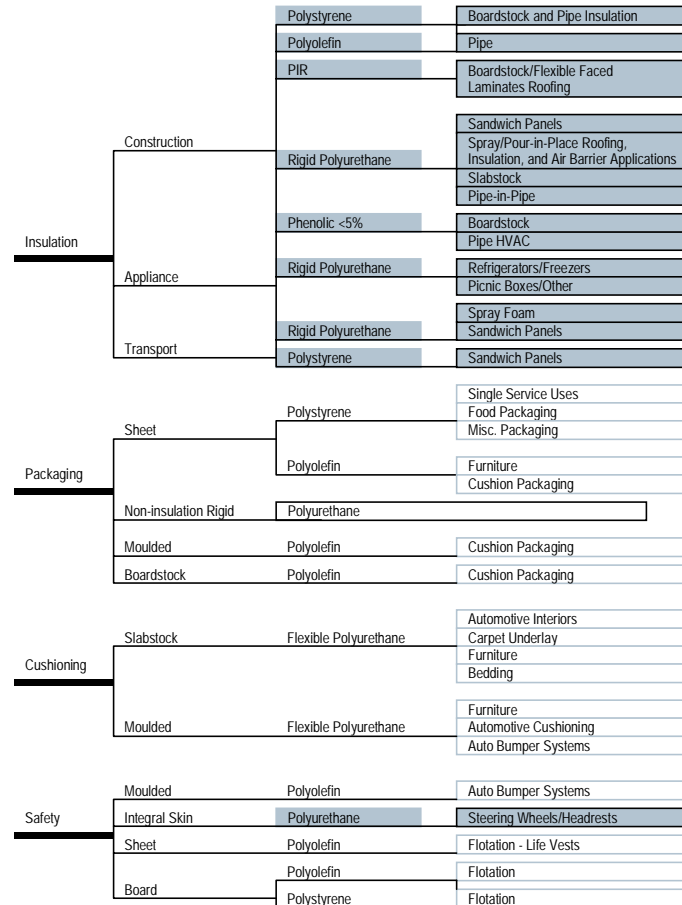 Polystyrene
Boardstock and Pipe Insulation
Polyolefin
Pipe
PIR
Boardstock/Flexible Faced
Laminates Roofing
Construction
Rigid Polyurethane
Sandwich Panels
Spray/Pour-in-Place Roofing,
Insulation, and Air Barrier Applications
Slabstock
Pipe-in-Pipe
Phenolic <5%
Boardstock
Pipe HVAC
Insulation
Appliance
Rigid Polyurethane
Refrigerators/Freezers
Picnic Boxes/Other
Transport
Rigid Polyurethane
Spray Foam
Sandwich Panels
Polystyrene
Sandwich Panels
Packaging
Sheet
Polystyrene
Single Service Uses
Food Packaging
Misc. Packaging
Polyolefin
Furniture
Cushion Packaging
Non-insulation Rigid
Polyurethane
Moulded
Polyolefin
Cushion Packaging
Boardstock
Polyolefin
Cushion Packaging
Cushioning
Slabstock
Flexible Polyurethane
Automotive Interiors
Carpet Underlay
Furniture
Bedding
Moulded
Flexible Polyurethane
Furniture
Automotive Cushioning
Auto Bumper Systems
Safety
Moulded
Polyolefin
Auto Bumper Systems
Integral Skin
Polyurethane
Steering Wheels/Headrests
Sheet
Polyolefin
Flotation - Life Vests
Board
Polyolefin
Flotation
Polystyrene
Flotation